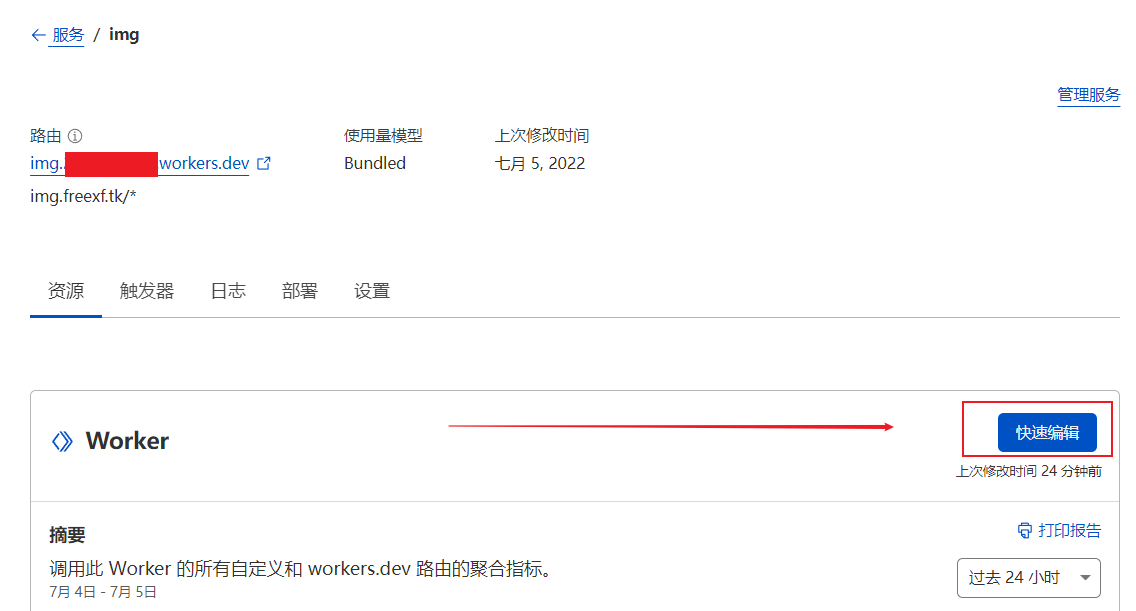 ← 服务 / img
管理服务
路由
使用量模型
上次修改时间
img. workers.dev
Bundled
七月 5, 2022
img.freexf.tk/*
资源 触发器 日志 部署 设置
Worker
快速编辑
上次修改时间 24 分钟前
摘要
打印报告
调用此 Worker 的所有自定义和 workers.dev 路由的聚合指标。
7月 4日 - 7月 5日
过去 24 小时